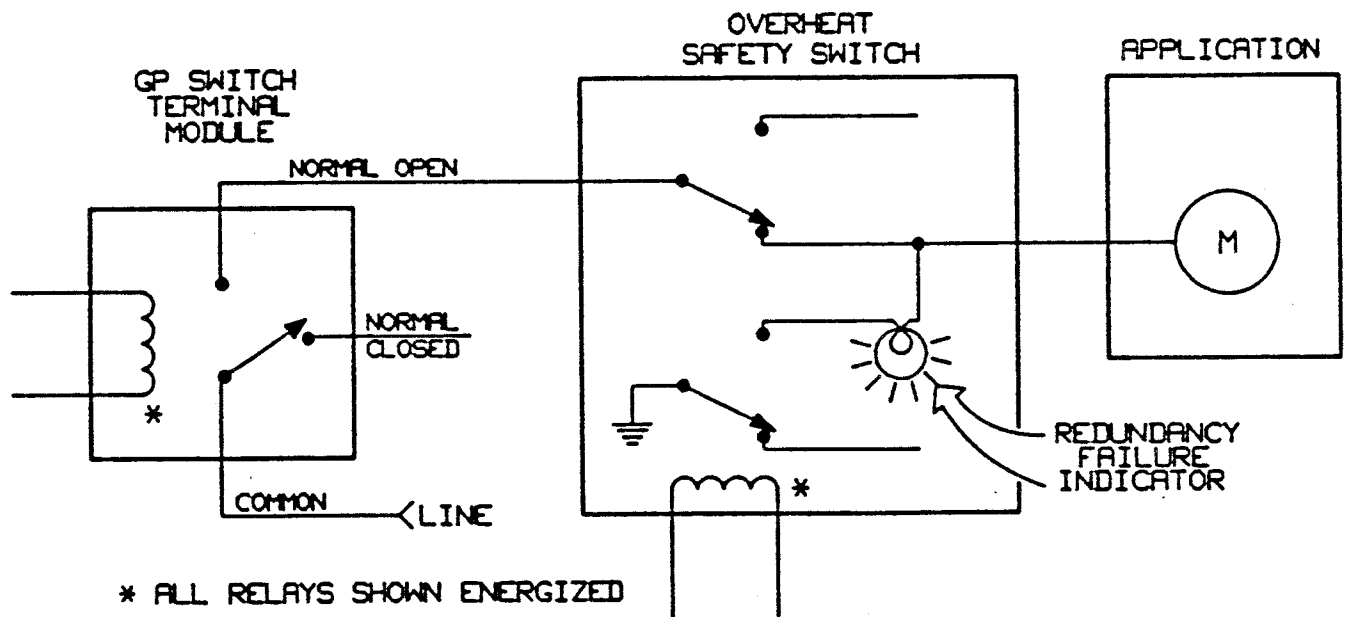 OVERHEAT
SAFETY SWITCH
APPLICATION
GP SWITCH
TERMINAL
MODULE
NORMAL OPEN
M
NORMAL
CLOSED
*
REDUNDANCY
FAILURE
INDICATOR
*
COMMON
LINE
* ALL RELAYS SHOWN ENERGIZED